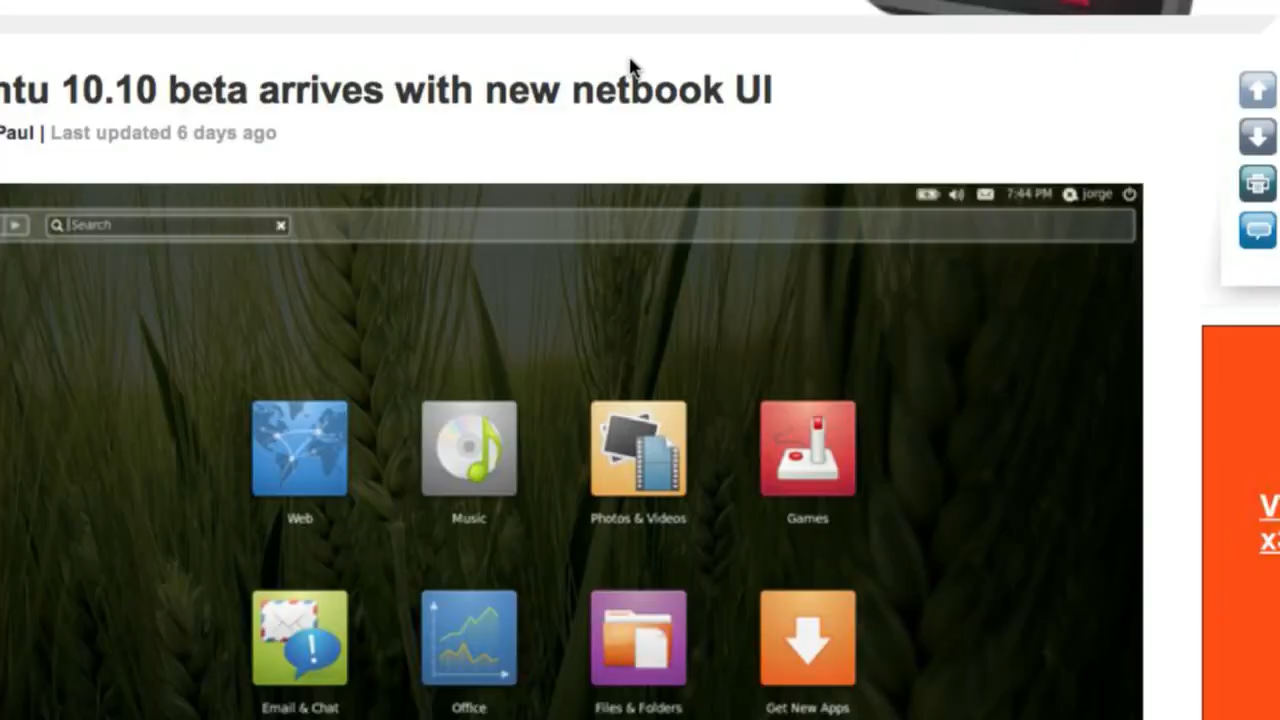 ntu 10.10 beta arrives with new netbook UI
Paul | Last updated 6 days ago
7:44 PM jorge
Search
Web Music Photos & Videos Games
Email & Chat Office Files & Folders Get New Apps